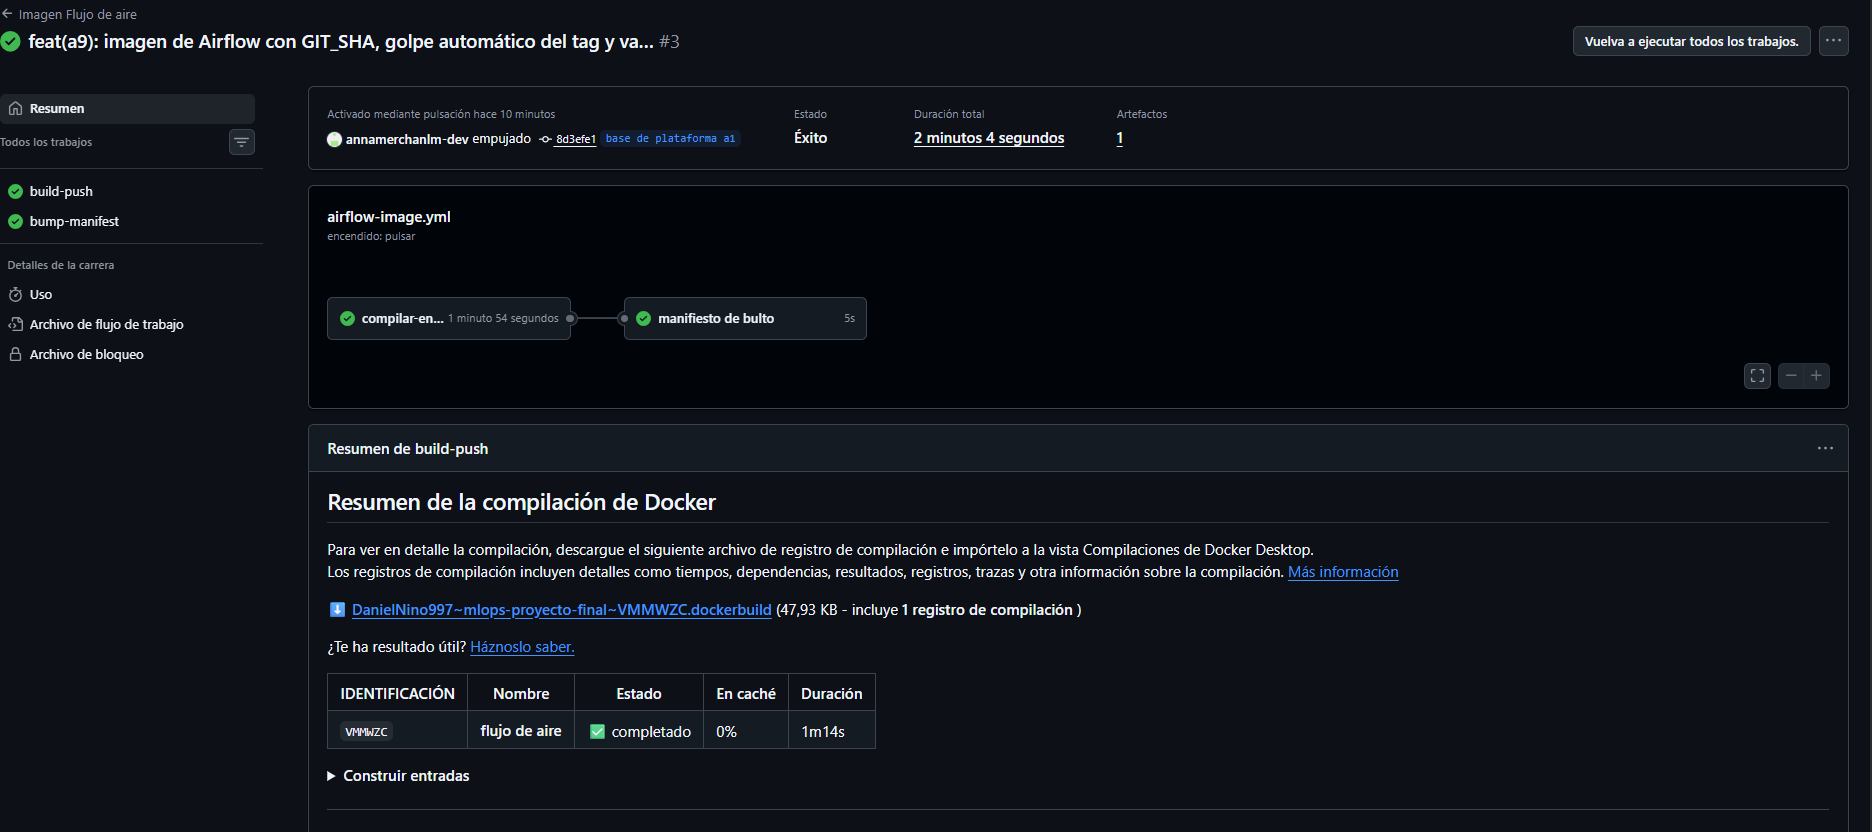 Imagen Flujo de aire
feat(a9): imagen de Airflow con GIT_SHA, golpe automático del tag y va... #3
Vuelva a ejecutar todos los trabajos.
Resumen
Todos los trabajos
build-push
bump-manifest
Detalles de la carrera
Uso
Archivo de flujo de trabajo
Archivo de bloqueo
Activado mediante pulsación hace 10 minutos
annamerchanlm-dev empujado 8d3efe1 base de plataforma a1
Estado
Éxito
Duración total
2 minutos 4 segundos
Artefactos
1
airflow-image.yml
encendido: pulsar
compilar-en... 1 minuto 54 segundos
manifiesto de bulto 5s
Resumen de build-push
Resumen de la compilación de Docker
Para ver en detalle la compilación, descargue el siguiente archivo de registro de compilación e impórtelo a la vista Compilaciones de Docker Desktop.
Los registros de compilación incluyen detalles como tiempos, dependencias, resultados, registros, trazas y otra información sobre la compilación. Más información
DanielNino997~mlops-proyecto-final~VMMWZC.dockerbuild (47,93 KB - incluye 1 registro de compilación )
¿Te ha resultado útil? Háznoslo saber.
IDENTIFICACIÓN Nombre Estado En caché Duración
VMMWZC flujo de aire completado 0% 1m14s
Construir entradas